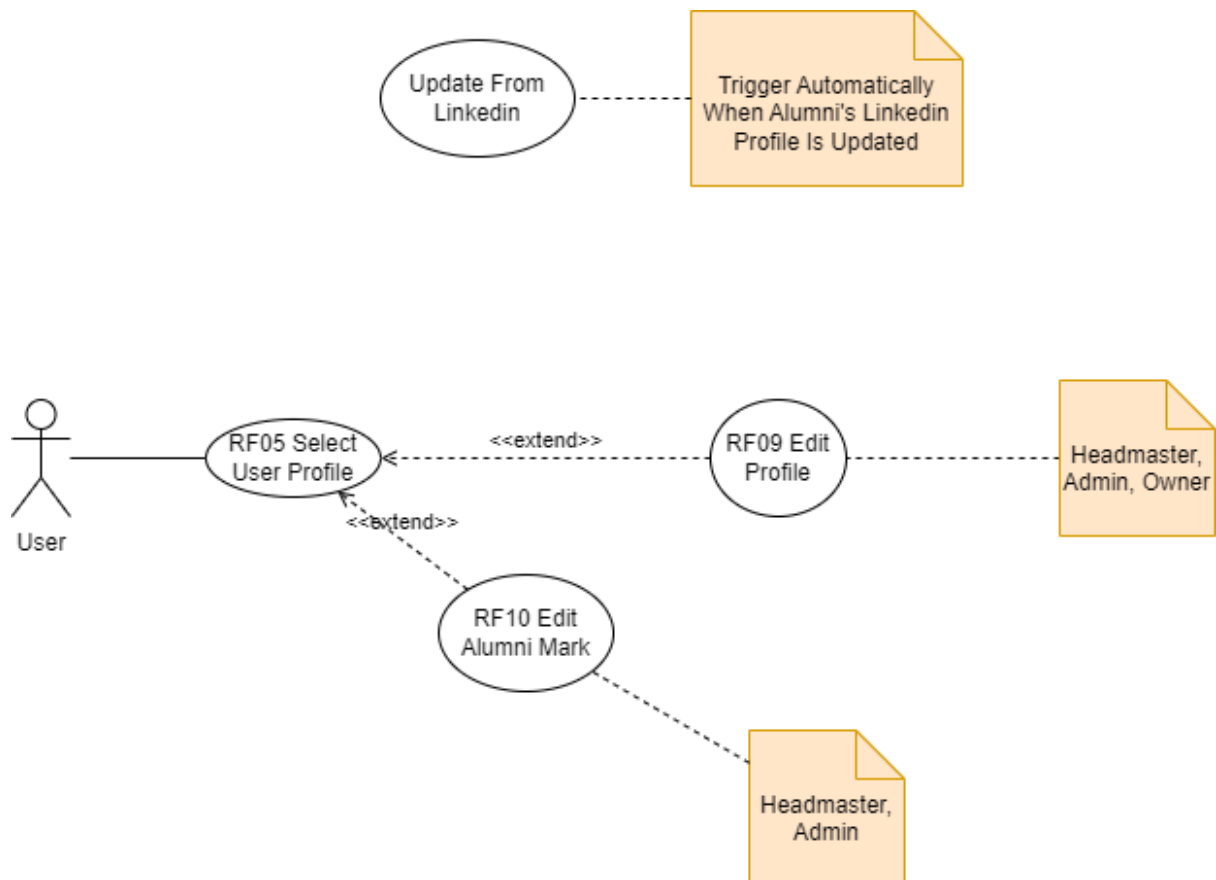 Update From
Linkedin
Trigger Automatically
When Alumni's Linkedin
Profile Is Updated
User
RF05 Select
User Profile
<<extend>>
RF09 Edit
Profile
Headmaster,
Admin, Owner
<<extend>>
RF10 Edit
Alumni Mark
Headmaster,
Admin